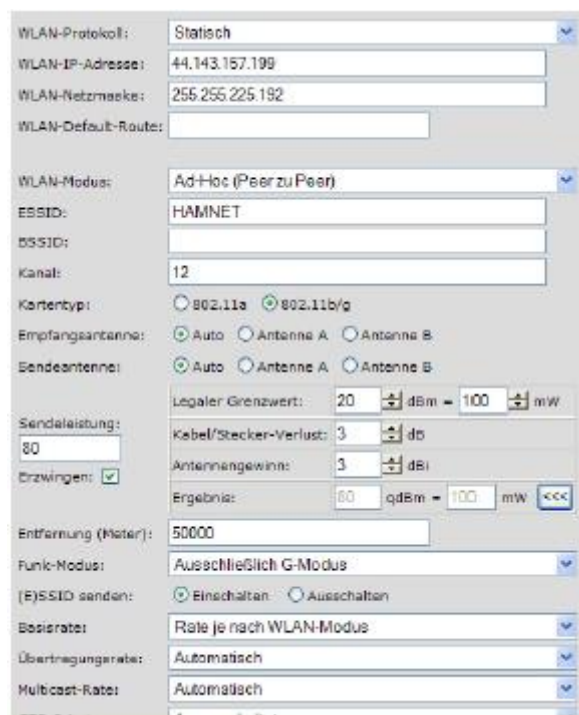 WLAN-Protokoll: Statisch
WLAN-IP-Adresse: 44.143.157.199
WLAN-Netzmaske: 255.255.225.192
WLAN-Default-Route:
WLAN-Modus: Ad-Hoc (Peer zu Peer)
ESSID: HAMNET
BSSID:
Kanal: 12
Kartentyp: 802.11a 802.11b/g
Empfangsantenne: Auto Antenne A Antenne B
Sendeantenne: Auto Antenne A Antenne B
Sendeleistung:
80
Erzwingen:
Legaler Grenzwert: 20 dBm = 100 mW
Kabel/Stecker-Verlust: 3 dB
Antennengewinn: 3 dBi
Ergebnis: 80 qdBm = 100 mW <<<
Entfernung (Meter): 50000
Funk-Modus: Ausschließlich G-Modus
(E)SSID senden: Einschalten Ausschalten
Basisrate: Rate je nach WLAN-Modus
Übertragungsrate: Automatisch
Multicast-Rate: Automatisch